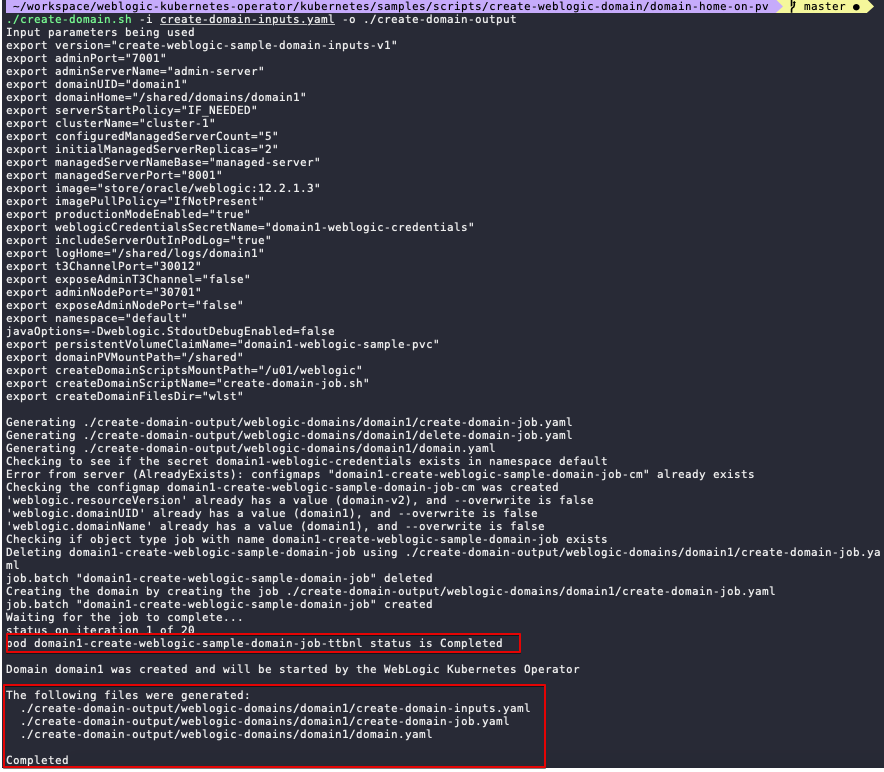 ~/workspace/weblogic-kubernetes-operator/kubernetes/samples/scripts/create-weblogic-domain/domain-home-on-pv master ●
./create-domain.sh -i create-domain-inputs.yaml -o ./create-domain-output
Input parameters being used
export version="create-weblogic-sample-domain-inputs-v1"
export adminPort="7001"
export adminServerName="admin-server"
export domainUID="domain1"
export domainHome="/shared/domains/domain1"
export serverStartPolicy="IF_NEEDED"
export clusterName="cluster-1"
export configuredManagedServerCount="5"
export initialManagedServerReplicas="2"
export managedServerNameBase="managed-server"
export managedServerPort="8001"
export image="store/oracle/weblogic:12.2.1.3"
export imagePullPolicy="IfNotPresent"
export productionModeEnabled="true"
export weblogicCredentialsSecretName="domain1-weblogic-credentials"
export includeServerOutInPodLog="true"
export logHome="/shared/logs/domain1"
export t3ChannelPort="30012"
export exposeAdminT3Channel="false"
export adminNodePort="30701"
export exposeAdminNodePort="false"
export namespace="default"
javaOptions=-Dweblogic.StdoutDebugEnabled=false
export persistentVolumeClaimName="domain1-weblogic-sample-pvc"
export domainPVMountPath="/shared"
export createDomainScriptsMountPath="/u01/weblogic"
export createDomainScriptName="create-domain-job.sh"
export createDomainFilesDir="wlst"
Generating ./create-domain-output/weblogic-domains/domain1/create-domain-job.yaml
Generating ./create-domain-output/weblogic-domains/domain1/delete-domain-job.yaml
Generating ./create-domain-output/weblogic-domains/domain1/domain.yaml
Checking to see if the secret domain1-weblogic-credentials exists in namespace default
Error from server (AlreadyExists): configmaps "domain1-create-weblogic-sample-domain-job-cm" already exists
Checking the configmap domain1-create-weblogic-sample-domain-job-cm was created
'weblogic.resourceVersion' already has a value (domain-v2), and --overwrite is false
'weblogic.domainUID' already has a value (domain1), and --overwrite is false
'weblogic.domainName' already has a value (domain1), and --overwrite is false
Checking if object type job with name domain1-create-weblogic-sample-domain-job exists
Deleting domain1-create-weblogic-sample-domain-job using ./create-domain-output/weblogic-domains/domain1/create-domain-job.ya
ml
job.batch "domain1-create-weblogic-sample-domain-job" deleted
Creating the domain by creating the job ./create-domain-output/weblogic-domains/domain1/create-domain-job.yaml
job.batch "domain1-create-weblogic-sample-domain-job" created
Waiting for the job to complete...
status on iteration 1 of 20
pod domain1-create-weblogic-sample-domain-job-ttbnl status is Completed
Domain domain1 was created and will be started by the WebLogic Kubernetes Operator
The following files were generated:
./create-domain-output/weblogic-domains/domain1/create-domain-inputs.yaml
./create-domain-output/weblogic-domains/domain1/create-domain-job.yaml
./create-domain-output/weblogic-domains/domain1/domain.yaml
Completed